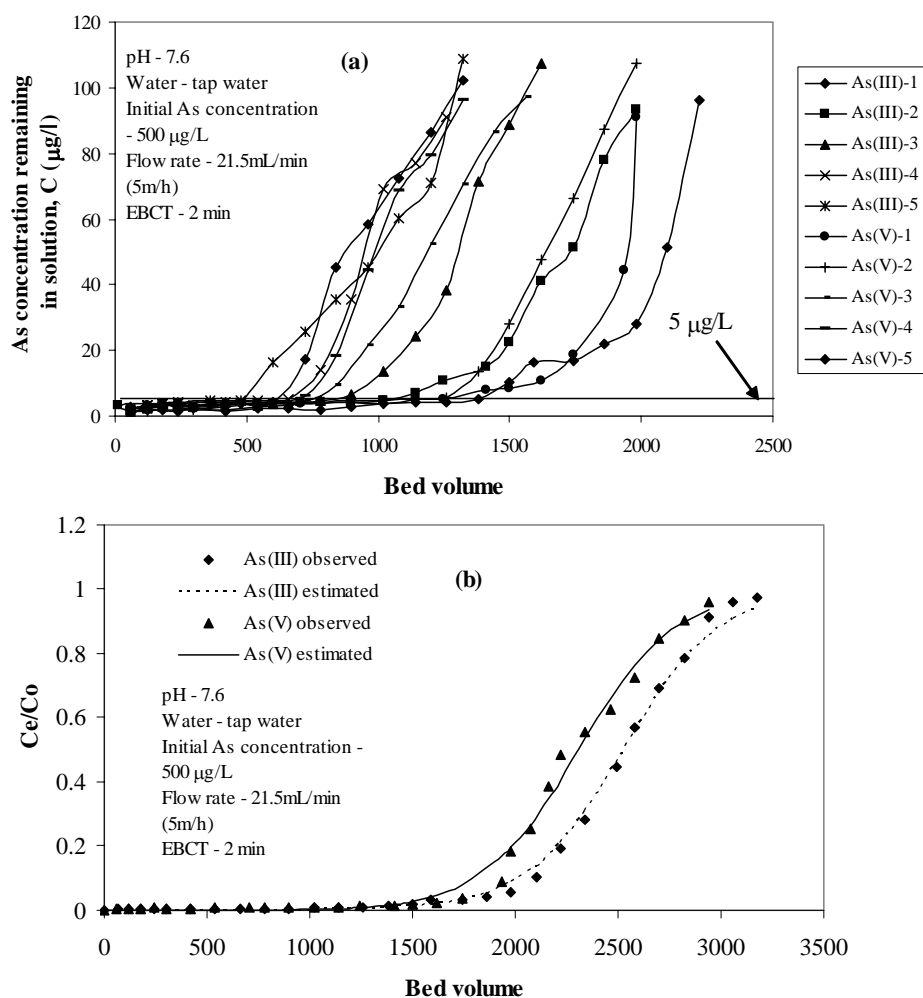 120
100
80
60
40
20
0
As concentration remaining
in solution, C (µg/l)
pH - 7.6
Water - tap water
Initial As concentration
- 500 µg/L
Flow rate - 21.5mL/min
(5m/h)
EBCT - 2 min
(a)
5 µg/L
0 500 1000 1500 2000 2500
Bed volume
As(III)-1
As(III)-2
As(III)-3
As(III)-4
As(III)-5
As(V)-1
As(V)-2
As(V)-3
As(V)-4
As(V)-5
1.2
1
0.8
0.6
0.4
0.2
0
Ce/Co
As(III) observed
As(III) estimated
As(V) observed
As(V) estimated
(b)
pH - 7.6
Water - tap water
Initial As concentration -
500 µg/L
Flow rate - 21.5mL/min
(5m/h)
EBCT - 2 min
0 500 1000 1500 2000 2500 3000 3500
Bed volume